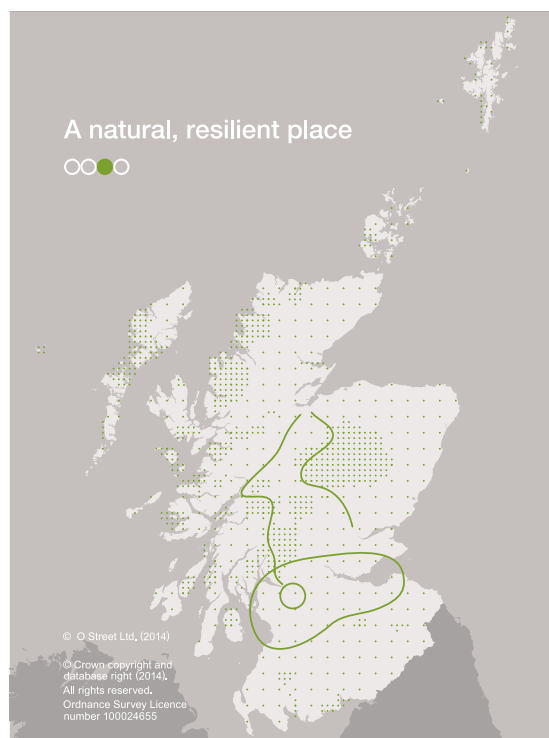 A natural, resilient place
© O Street Ltd, (2014)
© Crown copyright and
database right (2014).
All rights reserved.
Ordnance Survey Licence
number 100024655